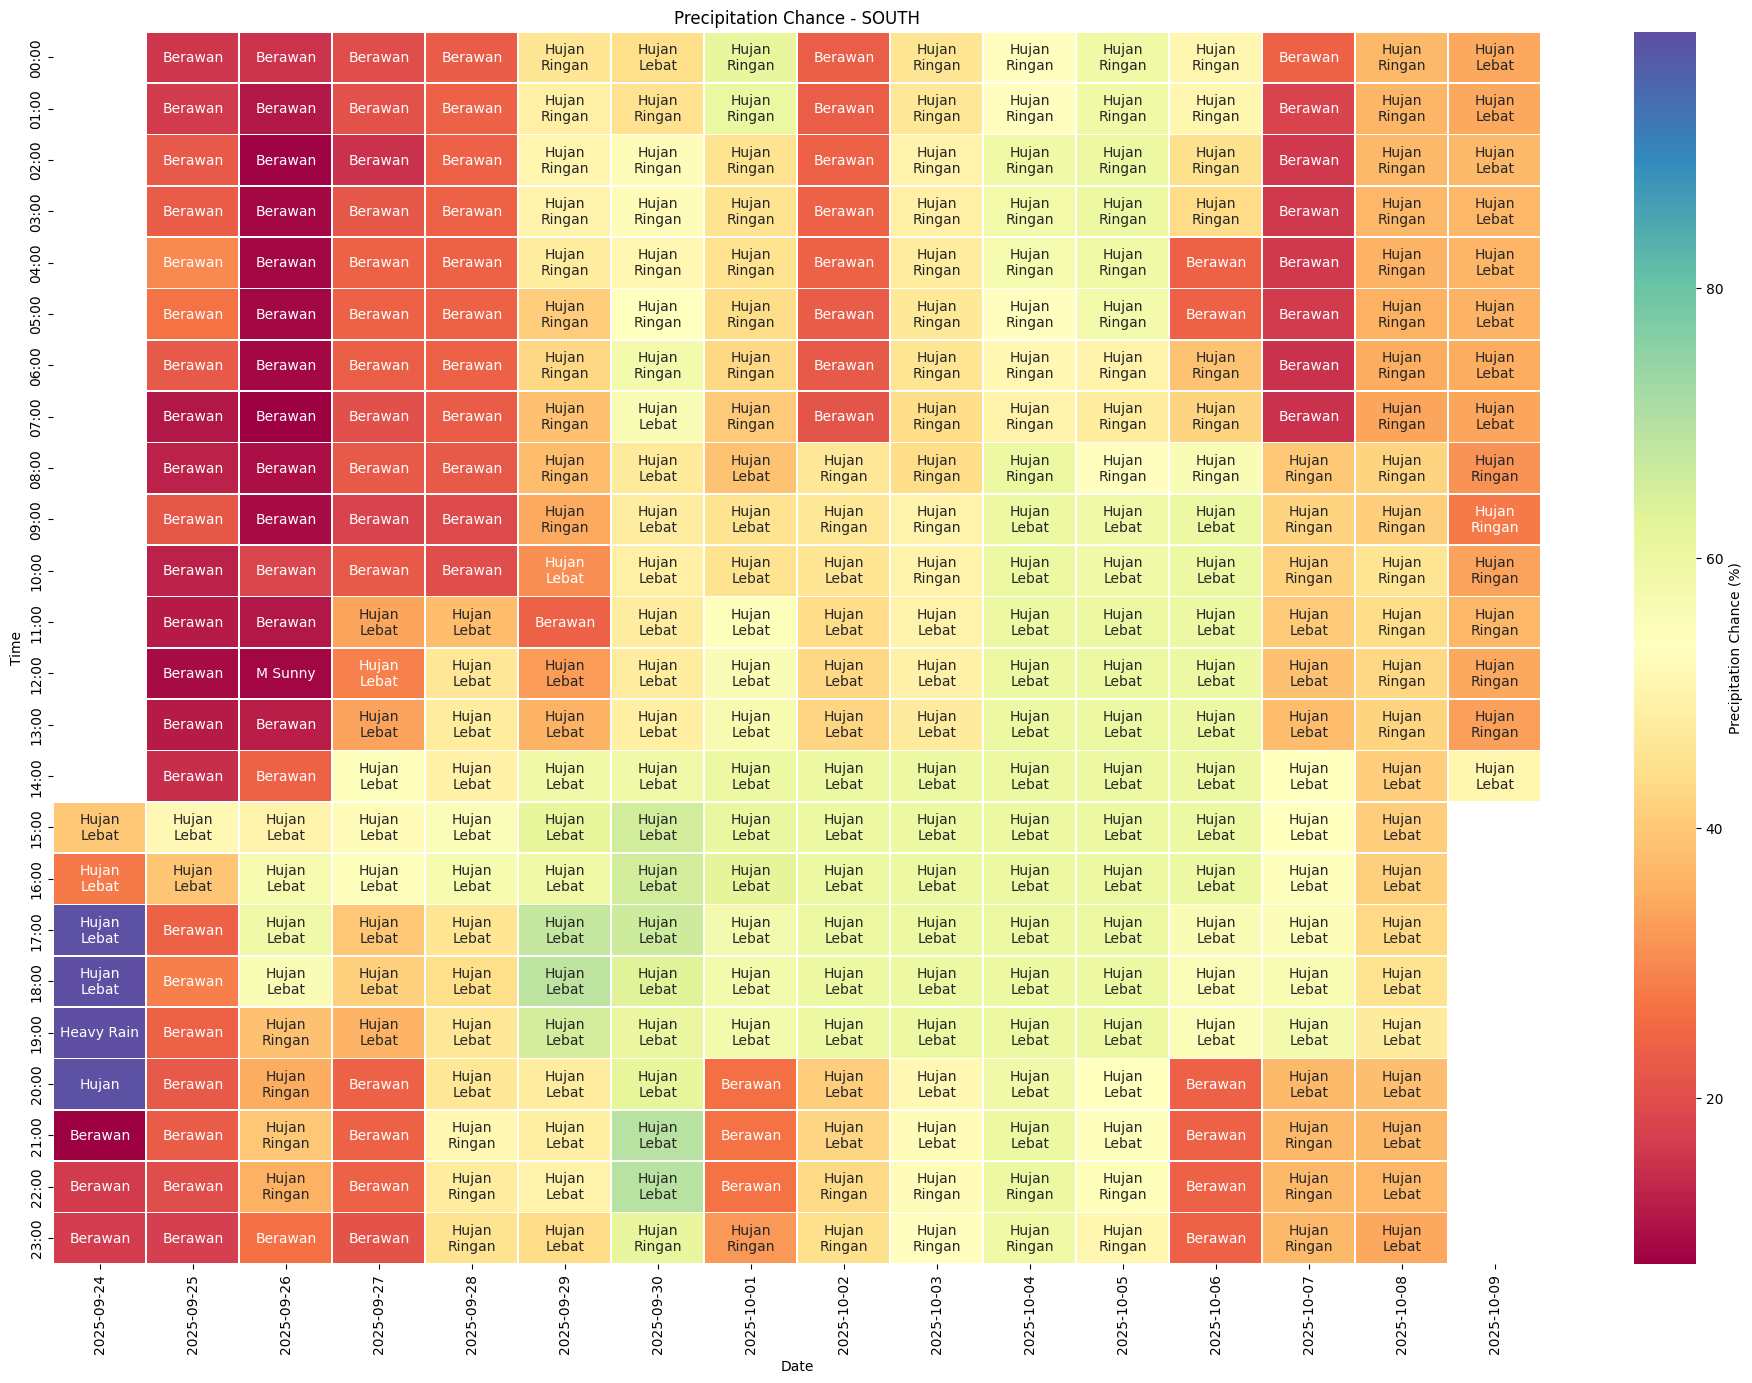 Precipitation Chance - SOUTH
00:00 Berawan Berawan Berawan Berawan Hujan Ringan Hujan Lebat Hujan Ringan Berawan Hujan Ringan Hujan Ringan Hujan Ringan Hujan Ringan Berawan Hujan Ringan Hujan Lebat
01:00 Berawan Berawan Berawan Berawan Hujan Ringan Hujan Ringan Hujan Ringan Berawan Hujan Ringan Hujan Ringan Hujan Ringan Hujan Ringan Berawan Hujan Ringan Hujan Lebat
02:00 Berawan Berawan Berawan Berawan Hujan Ringan Hujan Ringan Hujan Ringan Berawan Hujan Ringan Hujan Ringan Hujan Ringan Hujan Ringan Berawan Hujan Ringan Hujan Lebat
03:00 Berawan Berawan Berawan Berawan Hujan Ringan Hujan Ringan Hujan Ringan Berawan Hujan Ringan Hujan Ringan Hujan Ringan Hujan Ringan Berawan Hujan Ringan Hujan Lebat
04:00 Berawan Berawan Berawan Berawan Hujan Ringan Hujan Ringan Hujan Ringan Berawan Hujan Ringan Hujan Ringan Hujan Ringan Berawan Berawan Hujan Ringan Hujan Lebat
05:00 Berawan Berawan Berawan Berawan Hujan Ringan Hujan Ringan Hujan Ringan Berawan Hujan Ringan Hujan Ringan Hujan Ringan Berawan Berawan Hujan Ringan Hujan Lebat
06:00 Berawan Berawan Berawan Berawan Hujan Ringan Hujan Ringan Hujan Ringan Berawan Hujan Ringan Hujan Ringan Hujan Ringan Hujan Ringan Berawan Hujan Ringan Hujan Lebat
07:00 Berawan Berawan Berawan Berawan Hujan Ringan Hujan Lebat Hujan Ringan Berawan Hujan Ringan Hujan Ringan Hujan Ringan Hujan Ringan Berawan Hujan Ringan Hujan Lebat
08:00 Berawan Berawan Berawan Berawan Hujan Ringan Hujan Lebat Hujan Lebat Hujan Ringan Hujan Ringan Hujan Ringan Hujan Ringan Hujan Ringan Hujan Ringan Hujan Ringan Hujan Ringan
09:00 Berawan Berawan Berawan Berawan Hujan Ringan Hujan Lebat Hujan Lebat Hujan Ringan Hujan Ringan Hujan Lebat Hujan Lebat Hujan Lebat Hujan Ringan Hujan Ringan Hujan Ringan
10:00 Berawan Berawan Berawan Berawan Hujan Lebat Hujan Lebat Hujan Lebat Hujan Lebat Hujan Ringan Hujan Lebat Hujan Lebat Hujan Lebat Hujan Ringan Hujan Ringan Hujan Ringan
11:00 Berawan Berawan Hujan Lebat Hujan Lebat Berawan Hujan Lebat Hujan Lebat Hujan Lebat Hujan Lebat Hujan Lebat Hujan Lebat Hujan Lebat Hujan Lebat Hujan Ringan Hujan Ringan
12:00 Berawan M Sunny Hujan Lebat Hujan Lebat Hujan Lebat Hujan Lebat Hujan Lebat Hujan Lebat Hujan Lebat Hujan Lebat Hujan Lebat Hujan Lebat Hujan Lebat Hujan Ringan Hujan Ringan
13:00 Berawan Berawan Hujan Lebat Hujan Lebat Hujan Lebat Hujan Lebat Hujan Lebat Hujan Lebat Hujan Lebat Hujan Lebat Hujan Lebat Hujan Lebat Hujan Lebat Hujan Ringan Hujan Ringan
14:00 Berawan Berawan Hujan Lebat Hujan Lebat Hujan Lebat Hujan Lebat Hujan Lebat Hujan Lebat Hujan Lebat Hujan Lebat Hujan Lebat Hujan Lebat Hujan Lebat Hujan Lebat Hujan Lebat
15:00 Hujan Lebat Hujan Lebat Hujan Lebat Hujan Lebat Hujan Lebat Hujan Lebat Hujan Lebat Hujan Lebat Hujan Lebat Hujan Lebat Hujan Lebat Hujan Lebat Hujan Lebat Hujan Lebat Hujan Lebat
16:00 Hujan Lebat Hujan Lebat Hujan Lebat Hujan Lebat Hujan Lebat Hujan Lebat Hujan Lebat Hujan Lebat Hujan Lebat Hujan Lebat Hujan Lebat Hujan Lebat Hujan Lebat Hujan Lebat Hujan Lebat
17:00 Hujan Lebat Berawan Hujan Lebat Hujan Lebat Hujan Lebat Hujan Lebat Hujan Lebat Hujan Lebat Hujan Lebat Hujan Lebat Hujan Lebat Hujan Lebat Hujan Lebat Hujan Lebat Hujan Lebat
18:00 Hujan Lebat Berawan Hujan Lebat Hujan Lebat Hujan Lebat Hujan Lebat Hujan Lebat Hujan Lebat Hujan Lebat Hujan Lebat Hujan Lebat Hujan Lebat Hujan Lebat Hujan Lebat Hujan Lebat
19:00 Heavy Rain Berawan Hujan Ringan Hujan Lebat Hujan Lebat Hujan Lebat Hujan Lebat Hujan Lebat Hujan Lebat Hujan Lebat Hujan Lebat Hujan Lebat Hujan Lebat Hujan Lebat Hujan Lebat
20:00 Hujan Berawan Hujan Ringan Berawan Hujan Lebat Hujan Lebat Hujan Lebat Berawan Hujan Lebat Hujan Lebat Hujan Lebat Hujan Lebat Berawan Hujan Lebat Hujan Lebat
21:00 Berawan Berawan Hujan Ringan Berawan Hujan Ringan Hujan Lebat Hujan Lebat Berawan Hujan Lebat Hujan Lebat Hujan Lebat Hujan Lebat Berawan Hujan Ringan Hujan Lebat
22:00 Berawan Berawan Hujan Ringan Berawan Hujan Ringan Hujan Lebat Hujan Lebat Berawan Hujan Ringan Hujan Ringan Hujan Ringan Hujan Ringan Berawan Hujan Ringan Hujan Lebat
23:00 Berawan Berawan Berawan Berawan Hujan Ringan Hujan Lebat Hujan Ringan Hujan Ringan Hujan Ringan Hujan Ringan Hujan Ringan Hujan Ringan Berawan Hujan Ringan Hujan Lebat
2025-09-24 2025-09-25 2025-09-26 2025-09-27 2025-09-28 2025-09-29 2025-09-30 2025-10-01 2025-10-02 2025-10-03 2025-10-04 2025-10-05 2025-10-06 2025-10-07 2025-10-08 2025-10-09
Time
Date
80
60
40
20
Precipitation Chance (%)